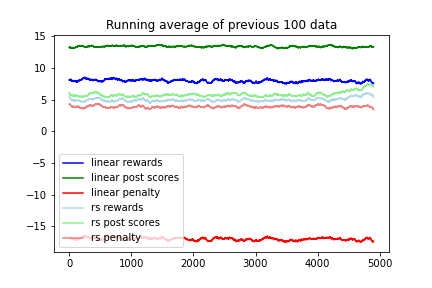 Running average of previous 100 data
15
10
5
0
−5
−10
−15
linear rewards
linear post scores
linear penalty
rs rewards
rs post scores
rs penalty
0 1000 2000 3000 4000 5000